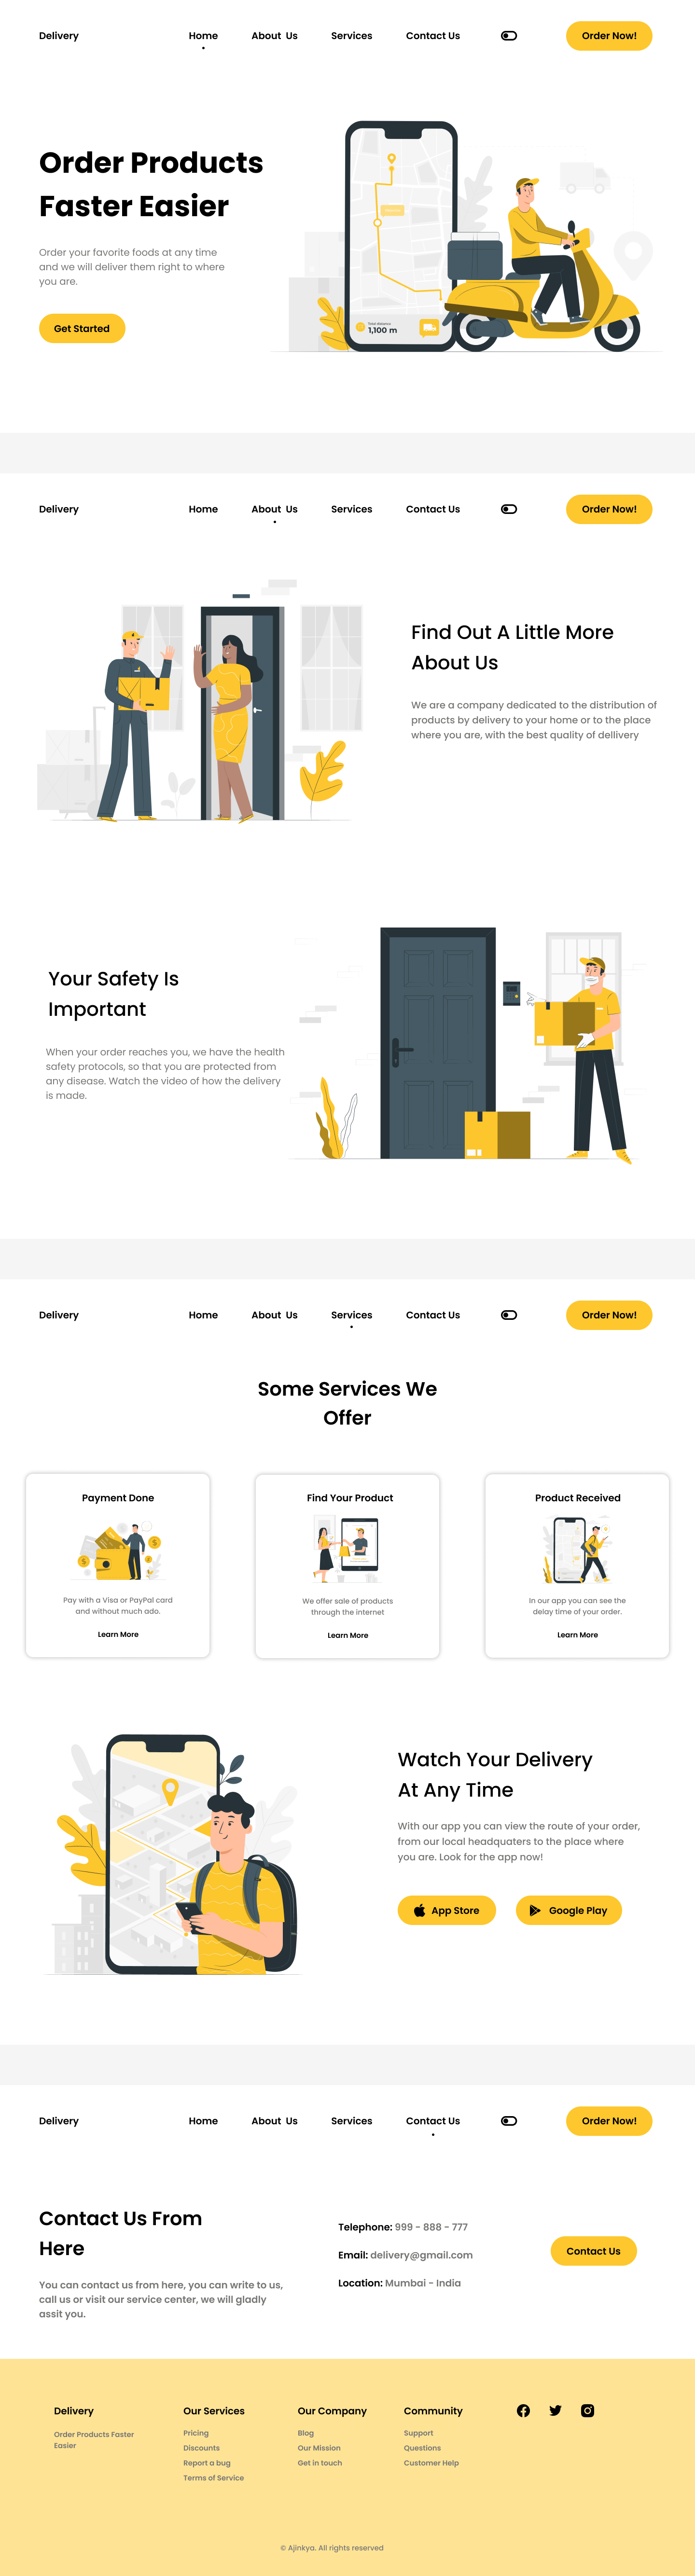 Delivery
Home
About Us
Services
Contact Us
Order Now!
Order Products
Faster Easier
Order your favorite foods at any time
and we will deliver them right to where
you are.
Get Started
Total distance
1,100 m
Delivery
Home
About Us
Services
Contact Us
Order Now!
Find Out A Little More
About Us
We are a company dedicated to the distribution of
products by delivery to your home or to the place
where you are, with the best quality of dellivery
Your Safety Is
Important
When your order reaches you, we have the health
safety protocols, so that you are protected from
any disease. Watch the video of how the delivery
is made.
Delivery
Home
About Us
Services
Contact Us
Order Now!
Some Services We
Offer
Payment Done
Pay with a Visa or PayPal card
and without much ado.
Learn More
Find Your Product
We offer sale of products
through the internet
Learn More
Product Received
In our app you can see the
delay time of your order.
Learn More
Watch Your Delivery
At Any Time
With our app you can view the route of your order,
from our local headquaters to the place where
you are. Look for the app now!
App Store
Google Play
Delivery
Home
About Us
Services
Contact Us
Order Now!
Contact Us From
Here
You can contact us from here, you can write to us,
call us or visit our service center, we will gladly
assit you.
Telephone: 999 - 888 - 777
Email: delivery@gmail.com
Location: Mumbai - India
Contact Us
Delivery
Order Products Faster
Easier
Our Services
Pricing
Discounts
Report a bug
Terms of Service
Our Company
Blog
Our Mission
Get in touch
Community
Support
Questions
Customer Help
© Ajinkya. All rights reserved